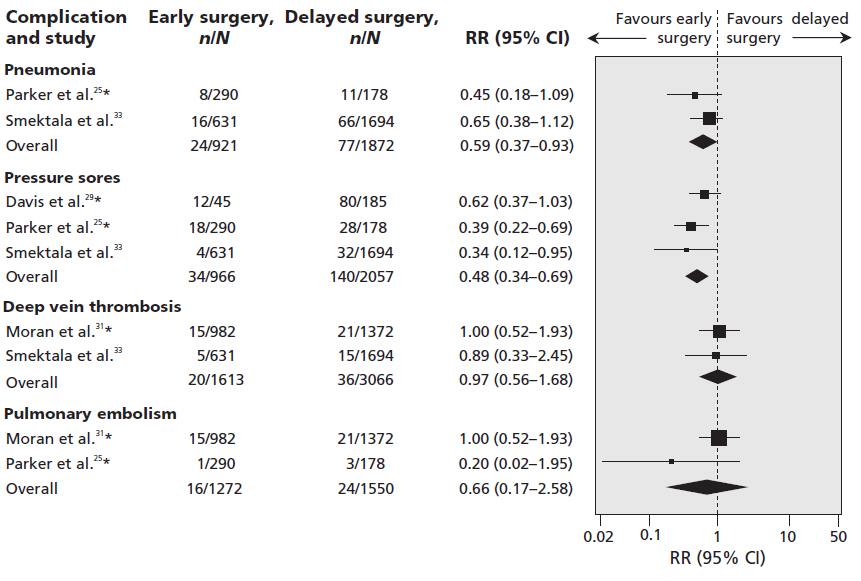 Complication and study Early surgery, n/N Delayed surgery, n/N RR (95% CI) Favours early surgery Favours delayed surgery
Pneumonia
Parker et al.25* 8/290 11/178 0.45 (0.18–1.09)
Smektala et al.33 16/631 66/1694 0.65 (0.38–1.12)
Overall 24/921 77/1872 0.59 (0.37–0.93)
Pressure sores
Davis et al.29* 12/45 80/185 0.62 (0.37–1.03)
Parker et al.25* 18/290 28/178 0.39 (0.22–0.69)
Smektala et al.33 4/631 32/1694 0.34 (0.12–0.95)
Overall 34/966 140/2057 0.48 (0.34–0.69)
Deep vein thrombosis
Moran et al.31* 15/982 21/1372 1.00 (0.52–1.93)
Smektala et al.33 5/631 15/1694 0.89 (0.33–2.45)
Overall 20/1613 36/3066 0.97 (0.56–1.68)
Pulmonary embolism
Moran et al.31* 15/982 21/1372 1.00 (0.52–1.93)
Parker et al.25* 1/290 3/178 0.20 (0.02–1.95)
Overall 16/1272 24/1550 0.66 (0.17–2.58)
0.02 0.1 1 10 50
RR (95% CI)